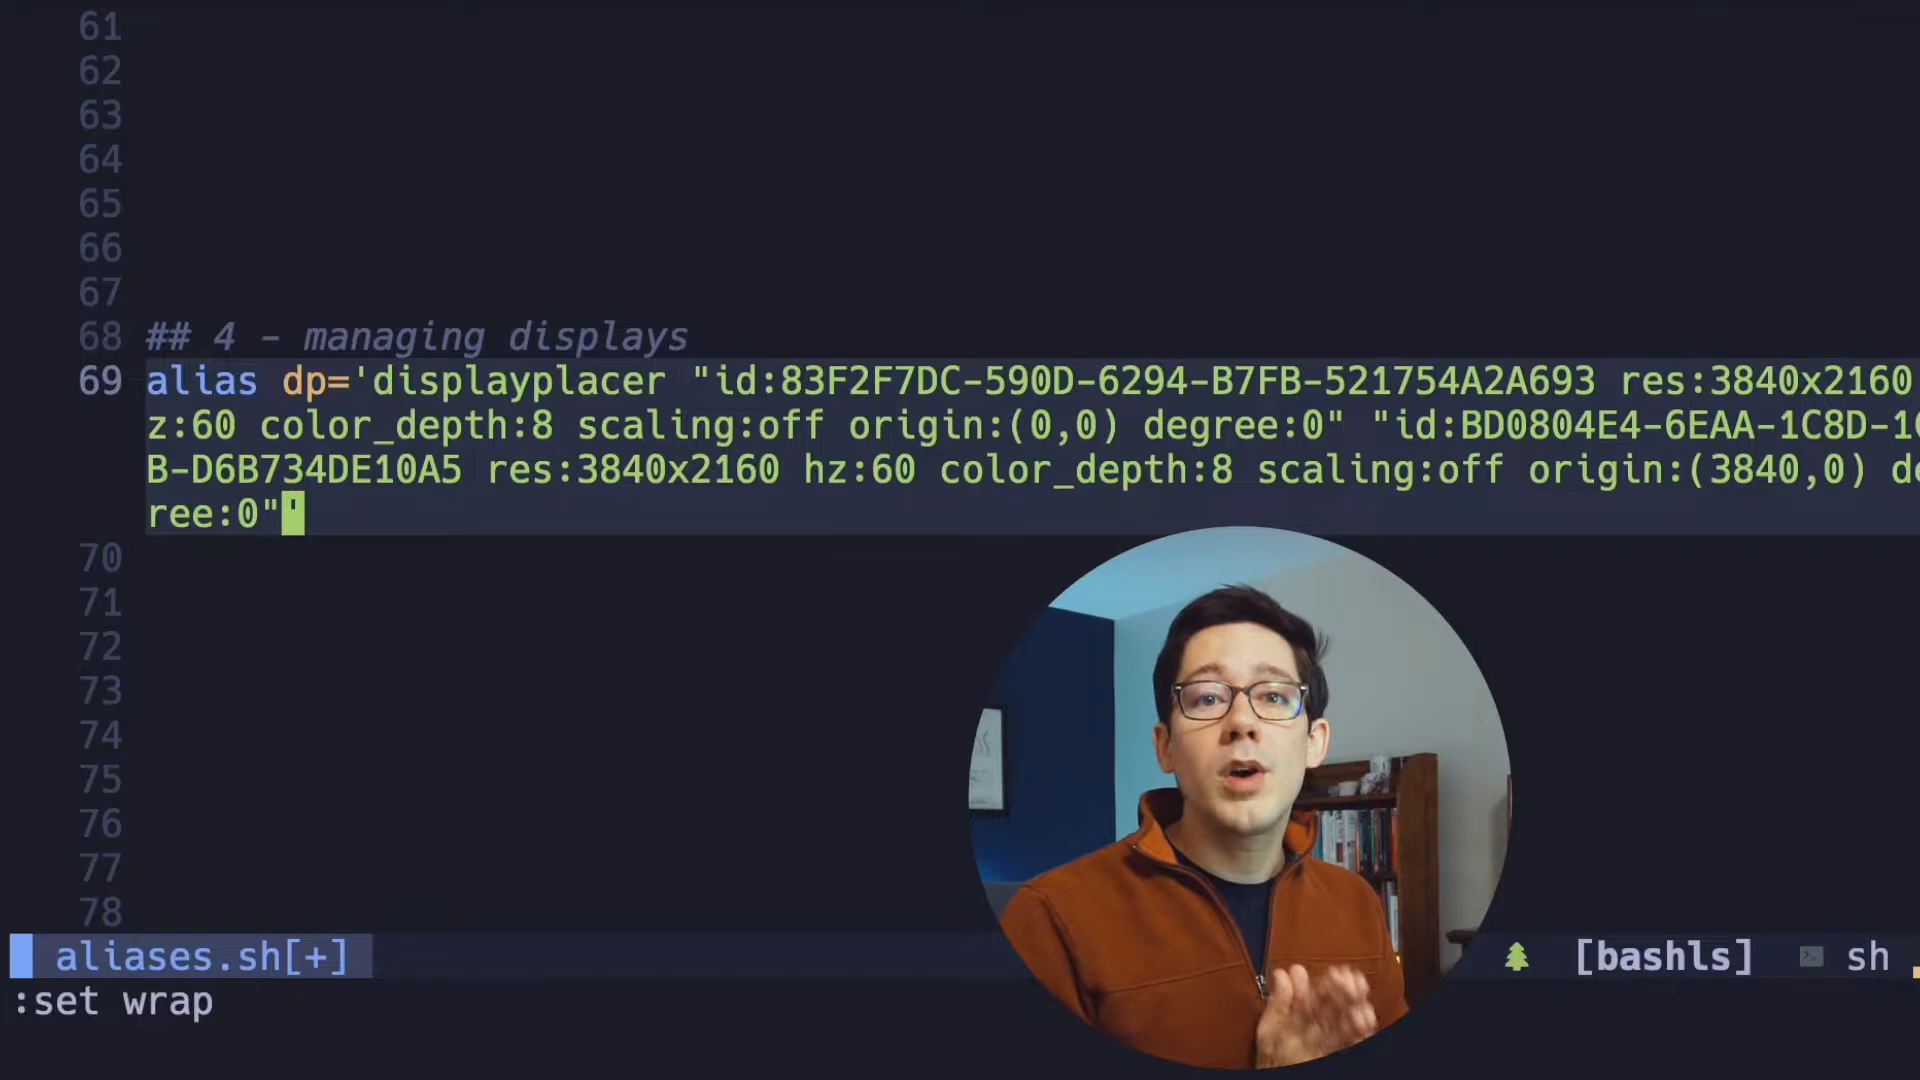 61
62
63
64
65
66
67
68 ## 4 - managing displays
69 alias dp='displayplacer "id:83F2F7DC-590D-6294-B7FB-521754A2A693 res:3840x2160
z:60 color_depth:8 scaling:off origin:(0,0) degree:0" "id:BD0804E4-6EAA-1C8D-1
B-D6B734DE10A5 res:3840x2160 hz:60 color_depth:8 scaling:off origin:(3840,0) de
ree:0"'
70
71
72
73
74
75
76
77
78
aliases.sh[+] [bashls] sh
:set wrap